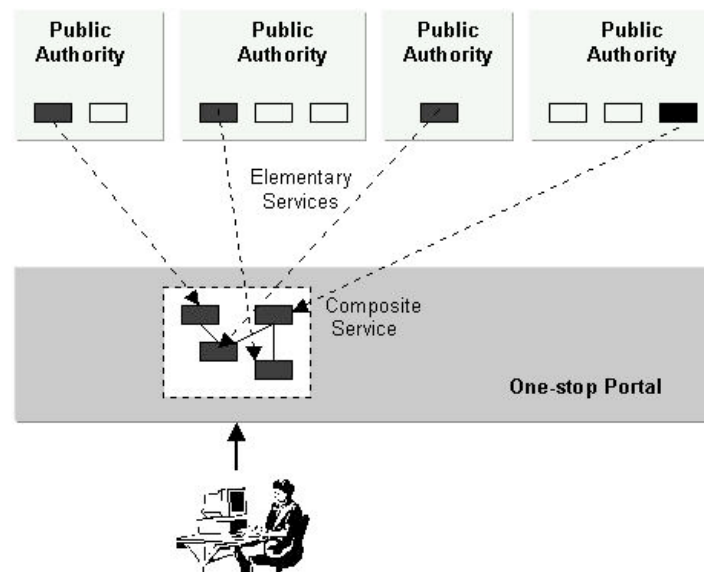 Public
Authority
Public
Authority
Public
Authority
Public
Authority
Elementary
Services
Composite
Service
One-stop Portal